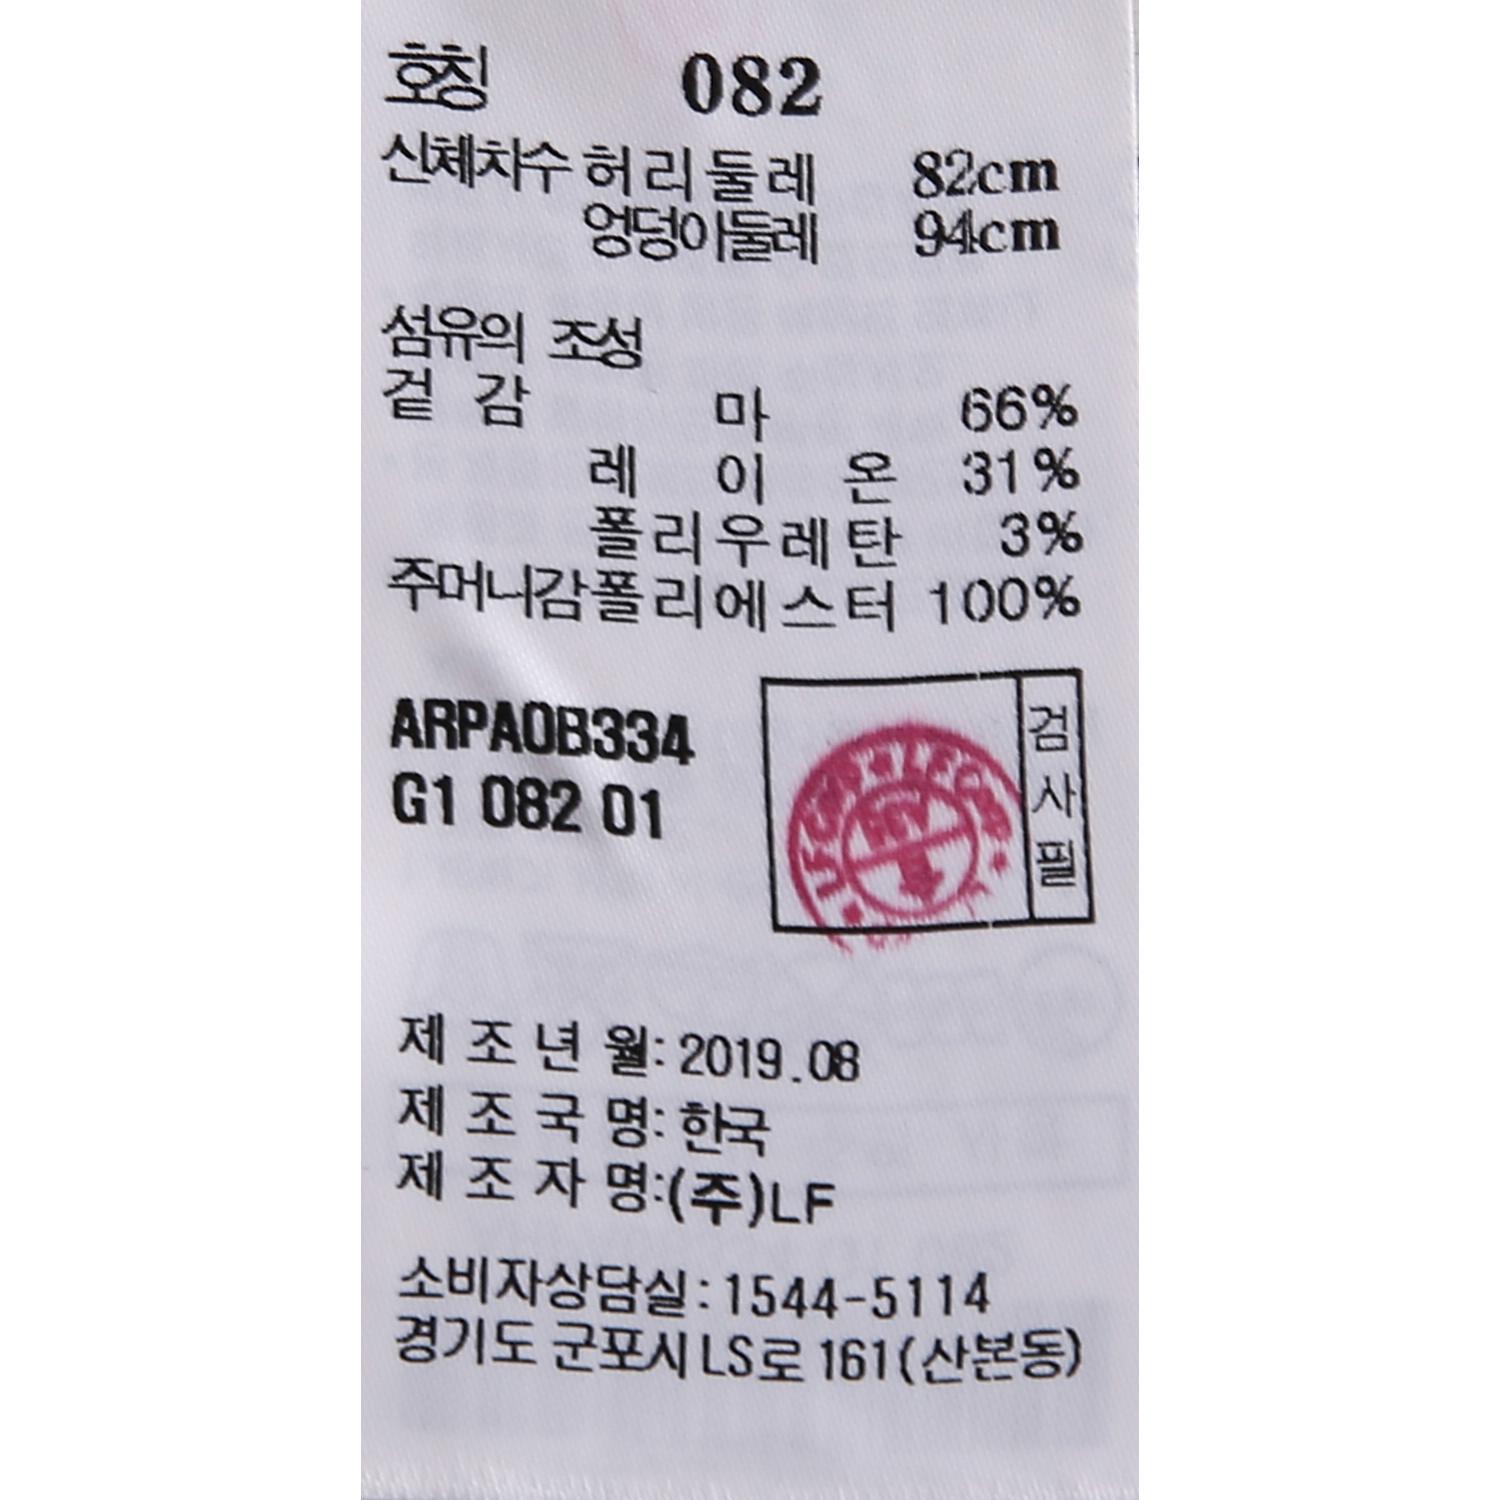 호칭 082
신체치수 허리둘레 82cm
엉덩이둘레 94cm
섬유의 조성
겉감 마 66%
레이온 31%
폴리우레탄 3%
주머니감 폴리에스터 100%
ARPA0B334
G1 082 01
검사필
제조년월: 2019.08
제조국명: 한국
제조자명:(주)LF
소비자상담실:1544-5114
경기도 군포시 LS로 161(산본동)